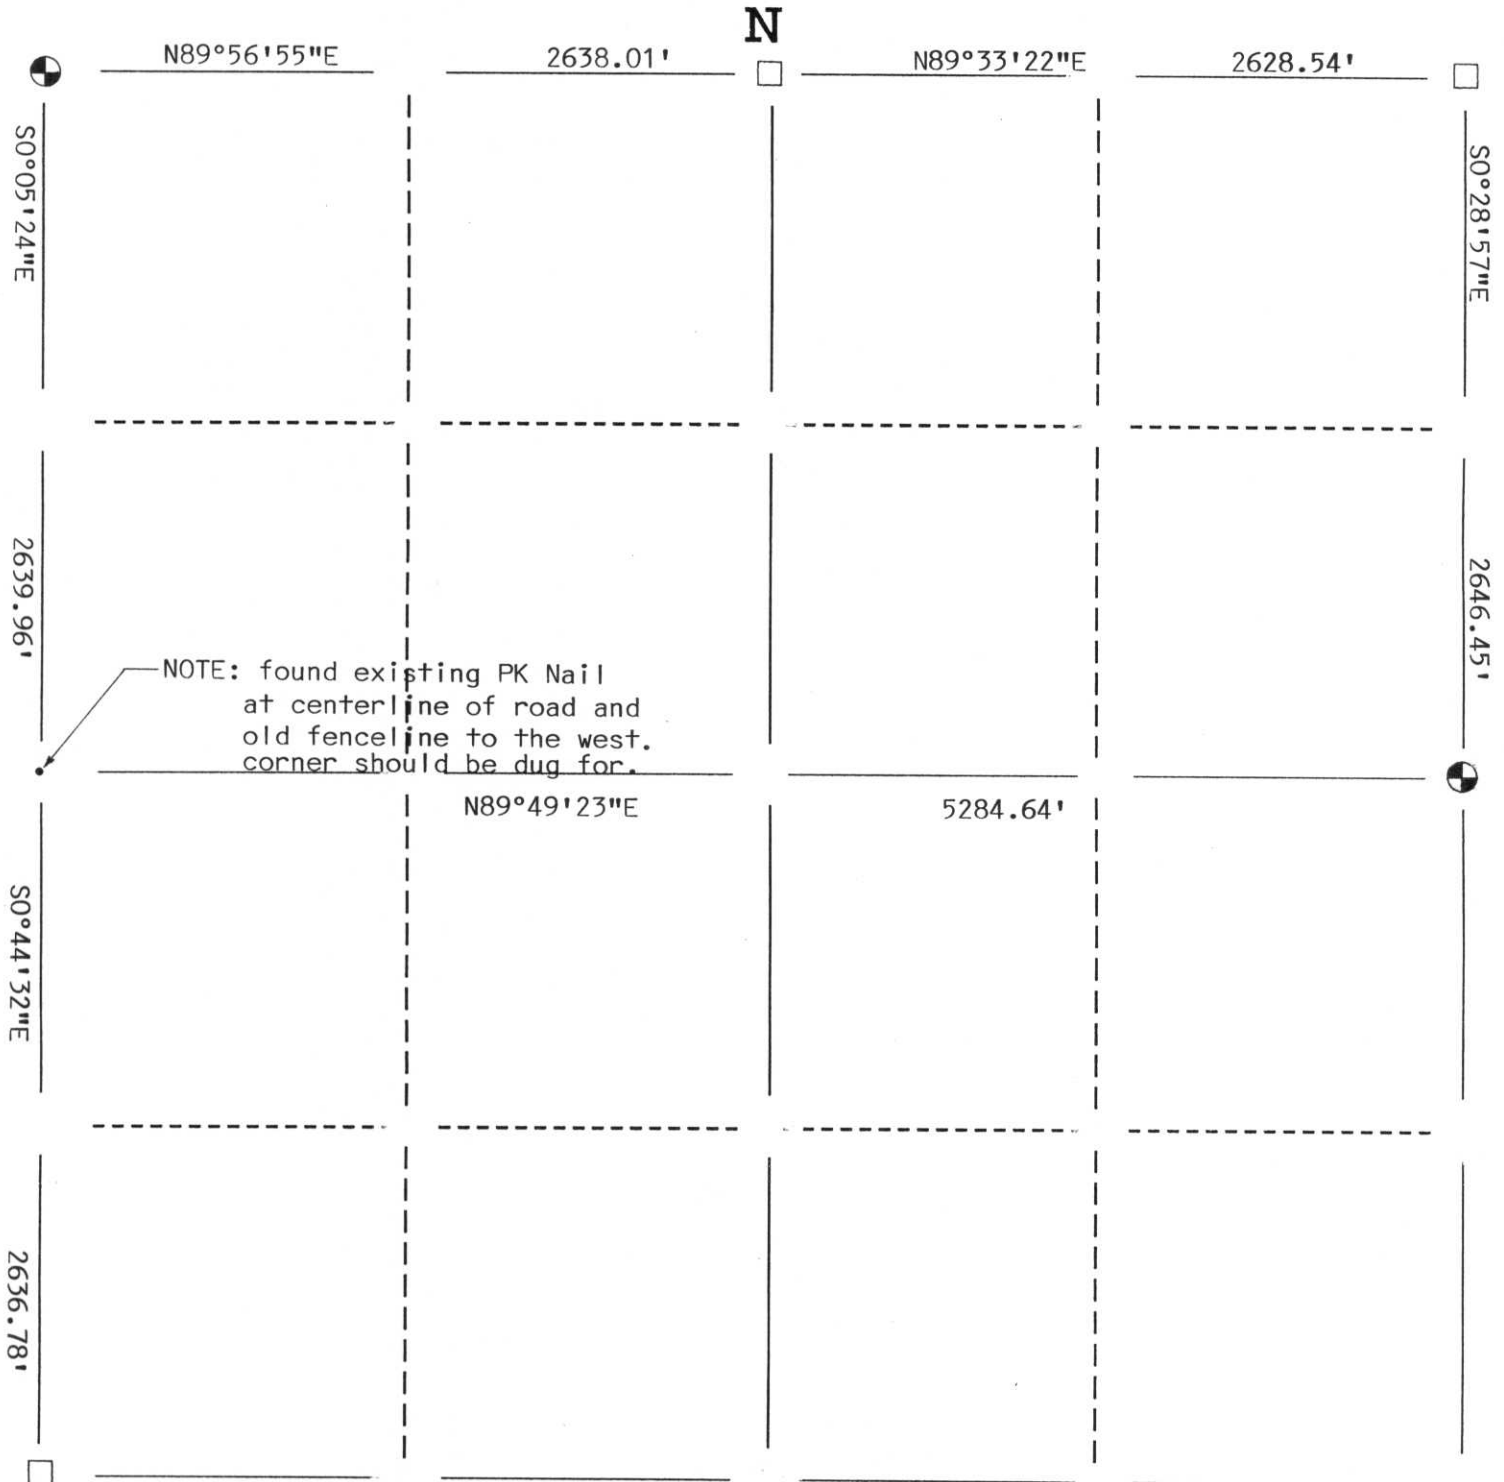 N
N89°56'55"E
2638.01'
N89°33'22"E
2628.54'
S0°05'24"E
S0°28'57"E
2639.96'
2646.45'
NOTE: found existing PK Nail
at centerline of road and
old fenceline to the west.
corner should be dug for.
N89°49'23"E
5284.64'
S0°44'32"E
2636.78'